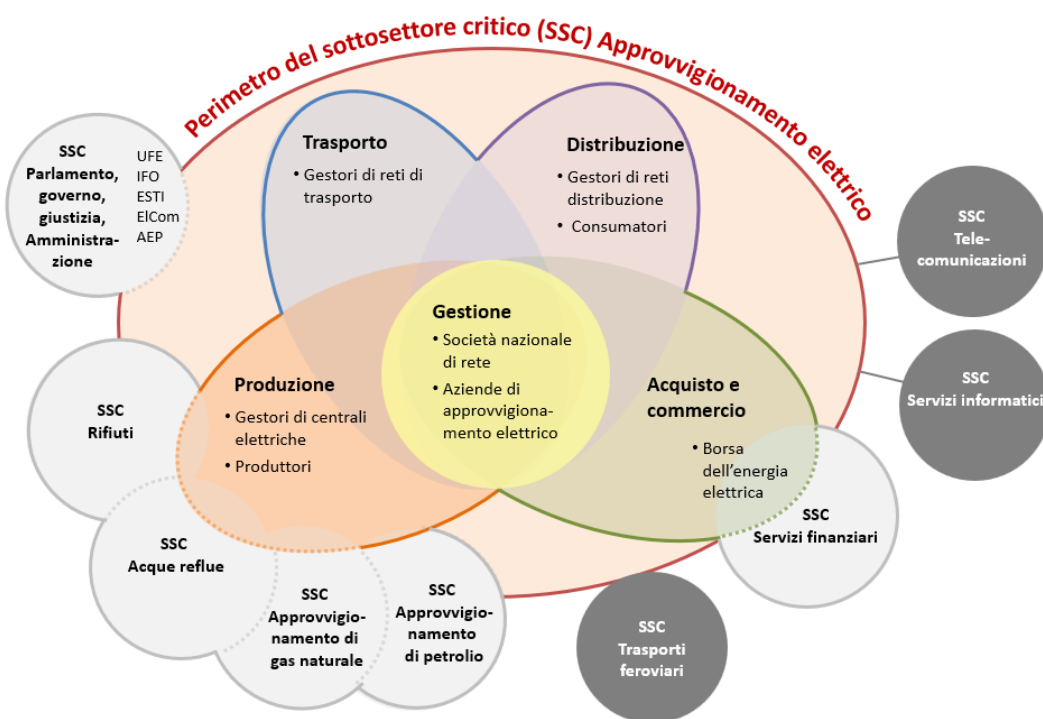 Perimetro del sottosettore critico (SSC) Approvvigionamento elettrico
SSC
Parlamento,
governo,
giustizia,
Amministra-
zione
UFE
IFO
ESTI
ElCom
AEP
Trasporto
• Gestori di reti di
trasporto
Distribuzione
• Gestori di reti
distribuzione
• Consumatori
SSC
Tele-
comunicazioni
Gestione
• Società nazionale
di rete
• Aziende di
approvvigiona-
mento elettrico
Produzione
• Gestori di centrali
elettriche
• Produttori
Acquisto e
commercio
• Borsa
dell’energia
elettrica
SSC
Servizi informatici
SSC
Rifiuti
SSC
Servizi finanziari
SSC
Acque reflue
SSC
Approvvigio-
namento di
gas naturale
SSC
Approvvigio-
namento
di petrolio
SSC
Trasporti
feroviari